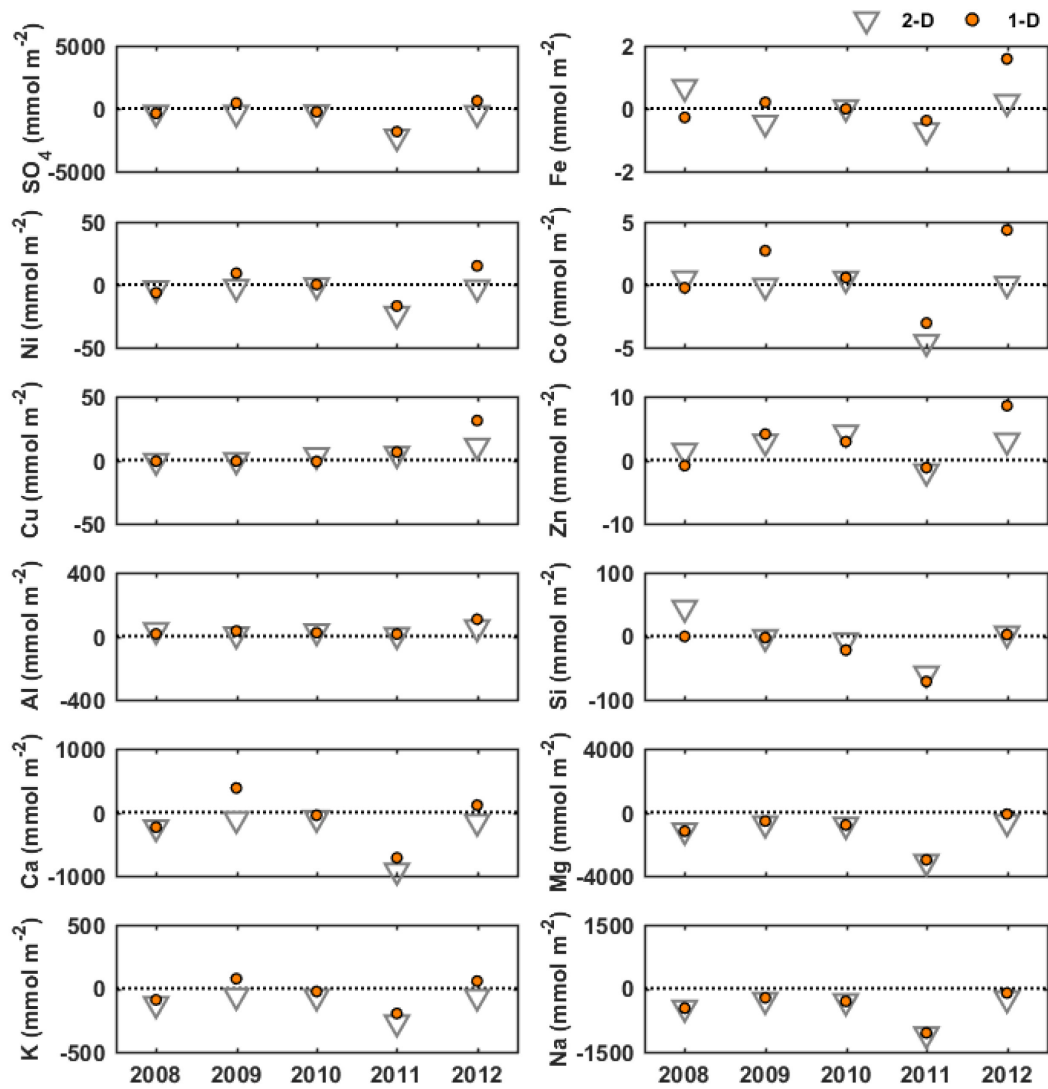 2-D 1-D
SO4 (mmol m-2)
5000
0
-5000
Fe (mmol m-2)
2
0
-2
Ni (mmol m-2)
50
0
-50
Co (mmol m-2)
5
0
-5
Cu (mmol m-2)
50
0
-50
Zn (mmol m-2)
10
0
-10
Al (mmol m-2)
400
0
-400
Si (mmol m-2)
100
0
-100
Ca (mmol m-2)
1000
0
-1000
Mg (mmol m-2)
4000
0
-4000
K (mmol m-2)
500
0
-500
2008 2009 2010 2011 2012
Na (mmol m-2)
1500
0
-1500
2008 2009 2010 2011 2012